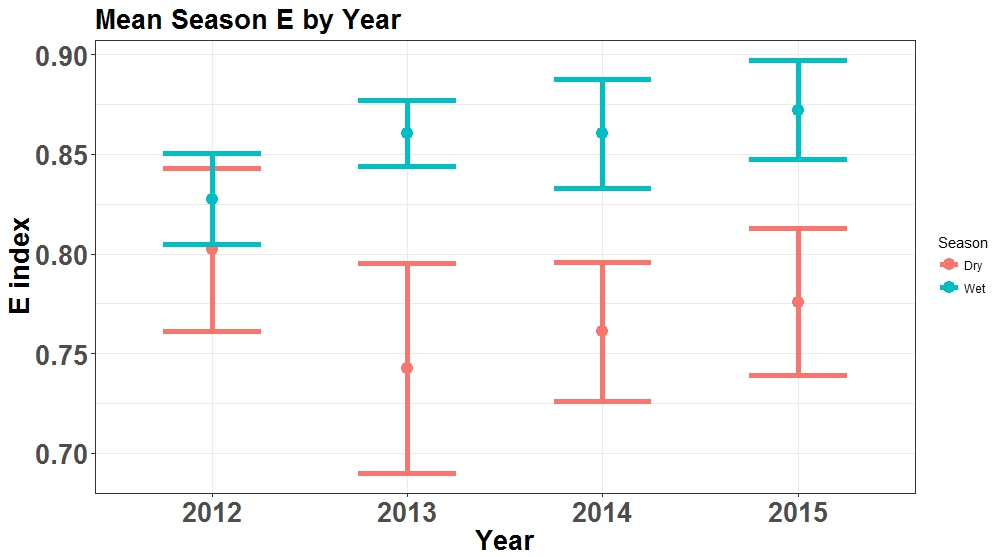 Mean Season E by Year
0.90
0.85
0.80
0.75
0.70
E index
2012 2013 2014 2015
Year
Season
Dry
Wet